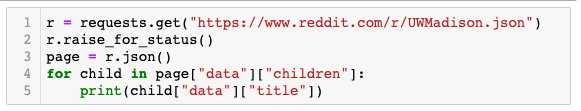 1 r = requests.get("https://www.reddit.com/r/UWMadison.json")
2 r.raise_for_status()
3 page = r.json()
4 for child in page["data"]["children"]:
5     print(child["data"]["title"])